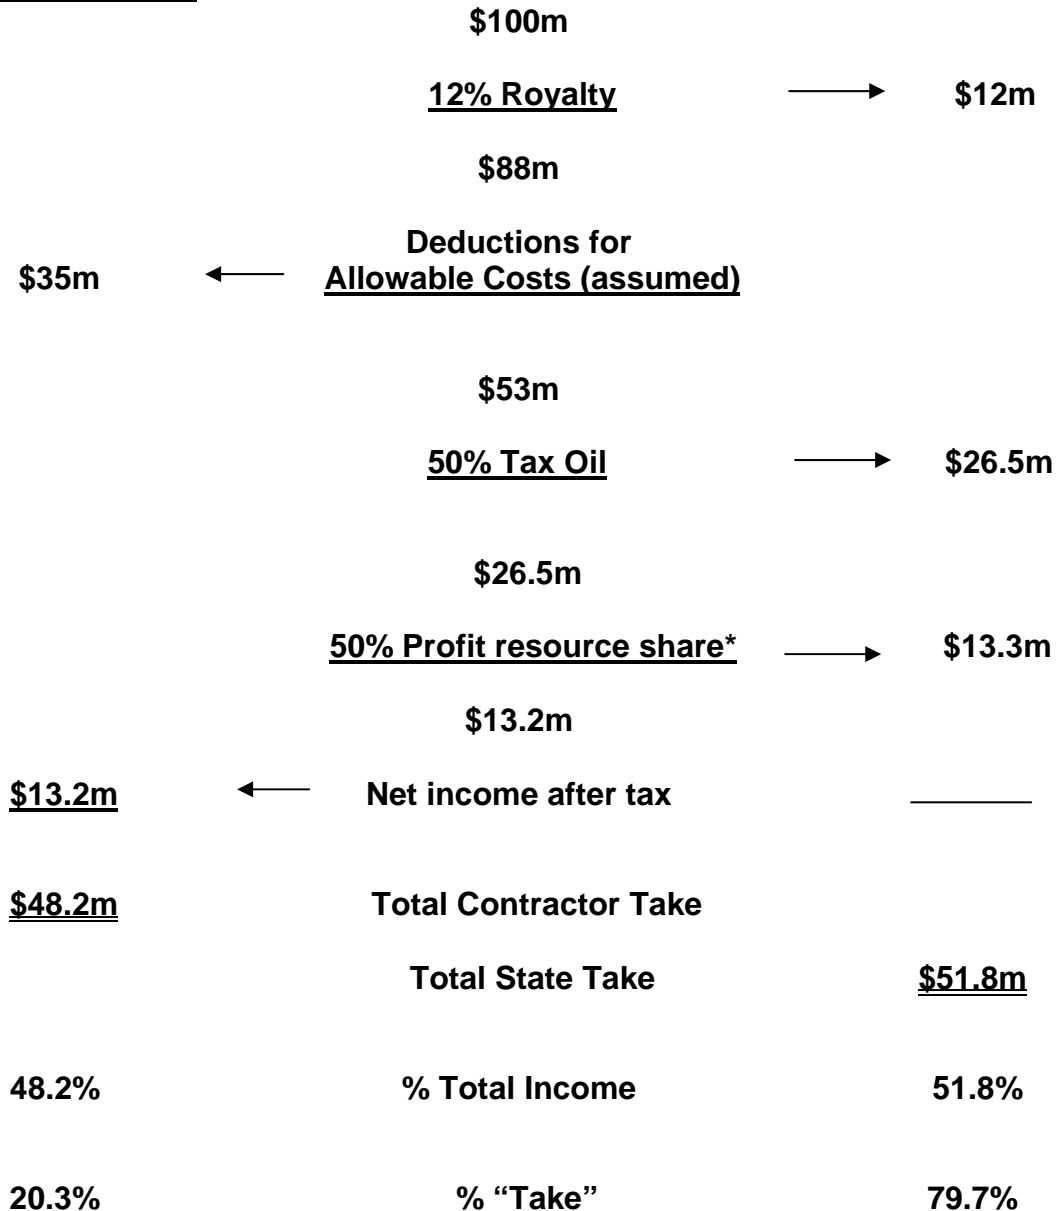 $100m
12% Royalty $12m
$88m
Deductions for
$35m Allowable Costs (assumed)
$53m
50% Tax Oil $26.5m
$26.5m
50% Profit resource share* $13.3m
$13.2m
$13.2m Net income after tax
$48.2m Total Contractor Take
Total State Take $51.8m
48.2% % Total Income 51.8%
20.3% % “Take” 79.7%